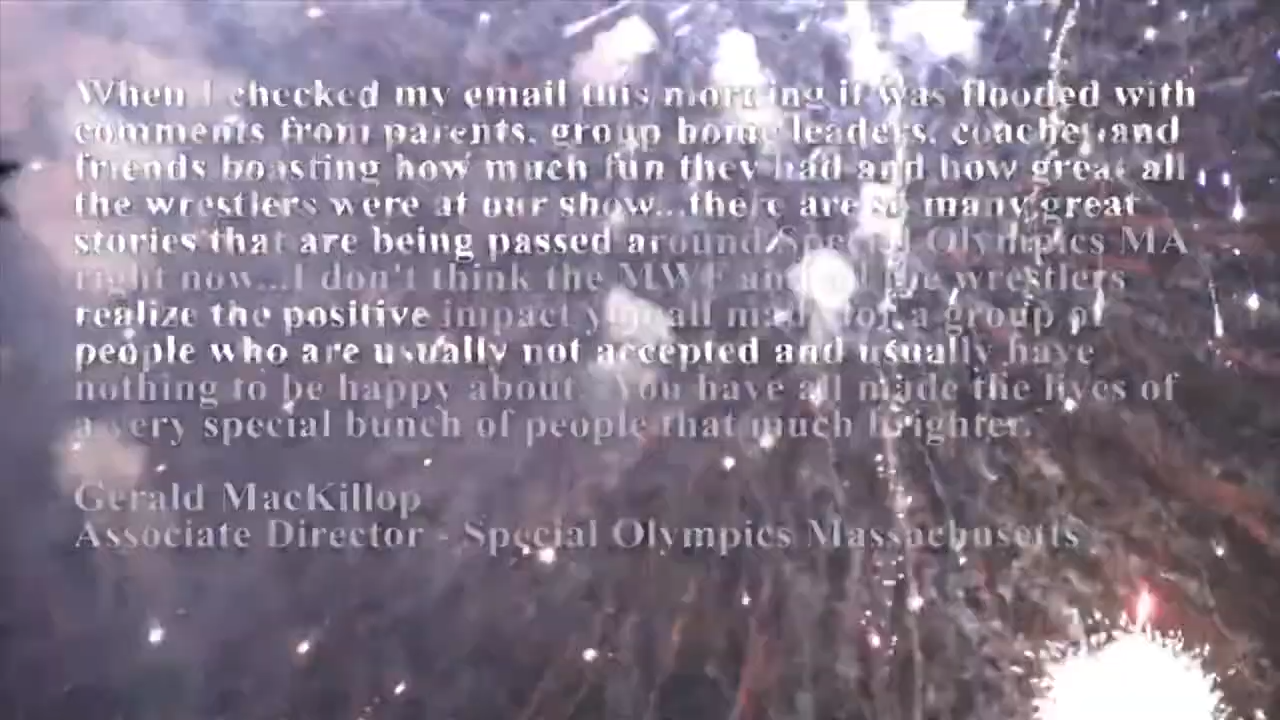 When I checked my email this morning it was flooded with
comments from parents, group home leaders, coaches and
friends boasting how much fun they had and how great all
the wrestlers were at our show...there are so many great
stories that are being passed around Special Olympics MA
right now...I don't think the MWF and all the wrestlers
realize the positive impact you all made for a group of
people who are usually not accepted and usually have
nothing to be happy about. You have all made the lives of
a very special bunch of people that much brighter.
Gerald MacKillop
Associate Director - Special Olympics Massachusetts